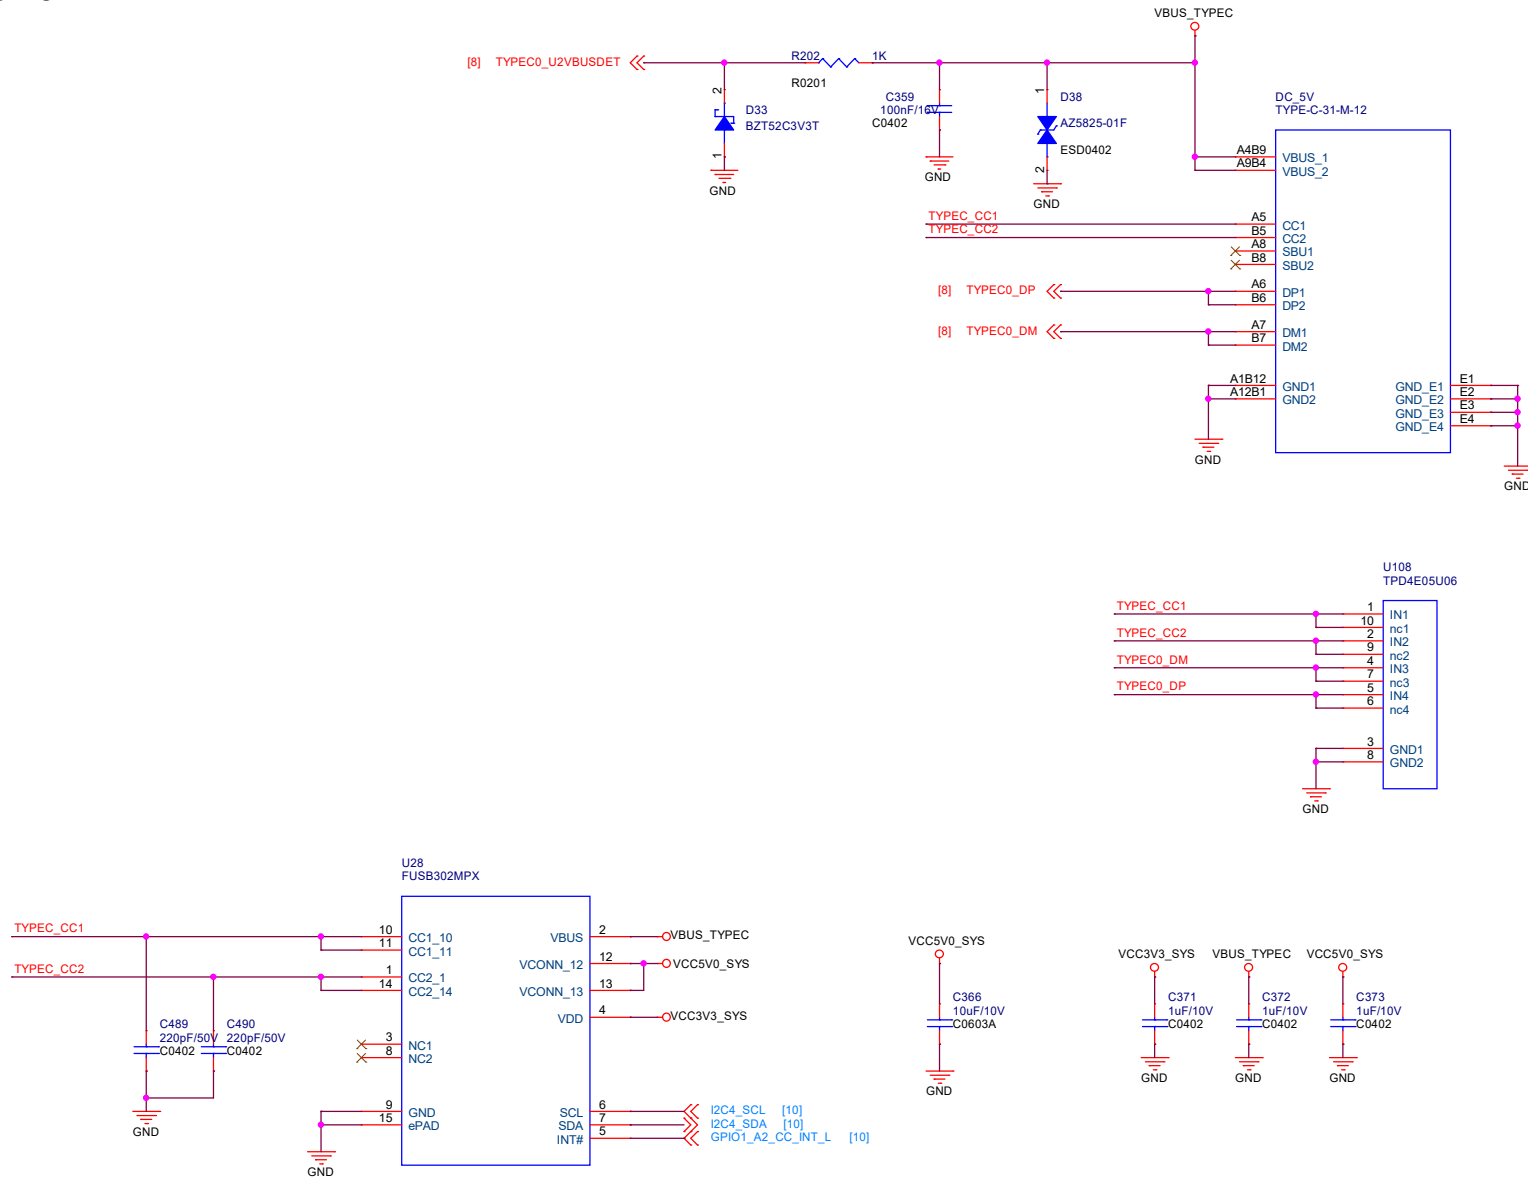 VBUS_TYPEC
[8] TYPEC0_U2VBUSDET
R202 1K
R0201
2
D33
BZT52C3V3T
1
GND
C359
100nF/16V
C0402
GND
1
D38
AZ5825-01F
ESD0402
2
GND
DC_5V
TYPE-C-31-M-12
A4B9 VBUS_1
A9B4 VBUS_2
TYPEC_CC1 A5 CC1
TYPEC_CC2 B5 CC2
A8 SBU1
B8 SBU2
[8] TYPEC0_DP A6 DP1
B6 DP2
[8] TYPEC0_DM A7 DM1
B7 DM2
A1B12 GND1 GND_E1 E1
A12B1 GND2 GND_E2 E2
GND_E3 E3
GND_E4 E4
GND
GND
U108
TPD4E05U06
TYPEC_CC1 1 IN1
10 nc1
TYPEC_CC2 2 IN2
9 nc2
TYPEC0_DM 4 IN3
7 nc3
TYPEC0_DP 5 IN4
6 nc4
3 GND1
8 GND2
GND
U28
FUSB302MPX
TYPEC_CC1 10 CC1_10 VBUS 2 VBUS_TYPEC
11 CC1_11
VCONN_12 12 VCC5V0_SYS
TYPEC_CC2 1 CC2_1
14 CC2_14 VCONN_13 13
VDD 4 VCC3V3_SYS
C489
220pF/50V
C0402
C490
220pF/50V
C0402
3 NC1
8 NC2
9 GND SCL 6 I2C4_SCL [10]
15 ePAD SDA 7 I2C4_SDA [10]
INT# 5 GPIO1_A2_CC_INT_L [10]
GND
GND
VCC5V0_SYS
C366
10uF/10V
C0603A
GND
VCC3V3_SYS
C371
1uF/10V
C0402
GND
VBUS_TYPEC
C372
1uF/10V
C0402
GND
VCC5V0_SYS
C373
1uF/10V
C0402
GND